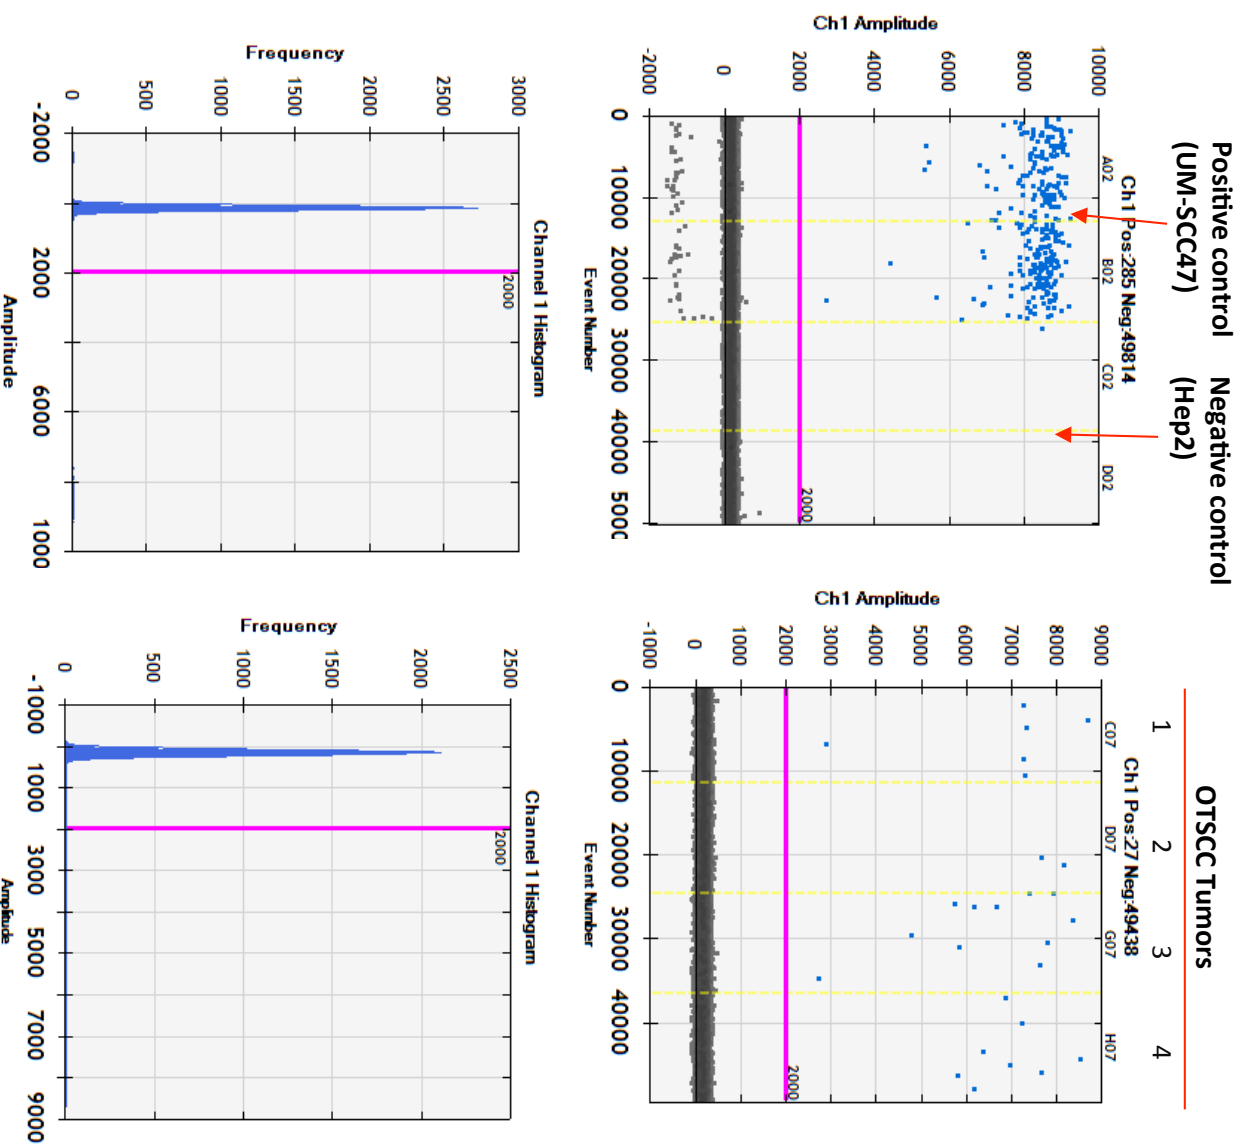 Positive control
(UM-SCC47)
Negative control
(Hep2)
Ch1 Pos:285 Neg:49814
A02 B02 C02 D02
Ch1 Amplitude
10000
8000
6000
4000
2000
0
-2000
2000
0 10000 20000 30000 40000 500
Event Number
Channel 1 Histogram
Frequency
3000
2500
2000
1500
1000
500
0
2000
-2000 2000 6000 1000
Amplitude
OTSCC Tumors
1 2 3 4
Ch1 Pos:27 Neg:49438
C07 D07 G07 H07
Ch1 Amplitude
9000
8000
7000
6000
5000
4000
3000
2000
1000
0
-1000
2000
0 10000 20000 30000 40000
Event Number
Channel 1 Histogram
Frequency
2500
2000
1500
1000
500
0
2000
-1000 1000 3000 5000 7000 9000
Amplitude